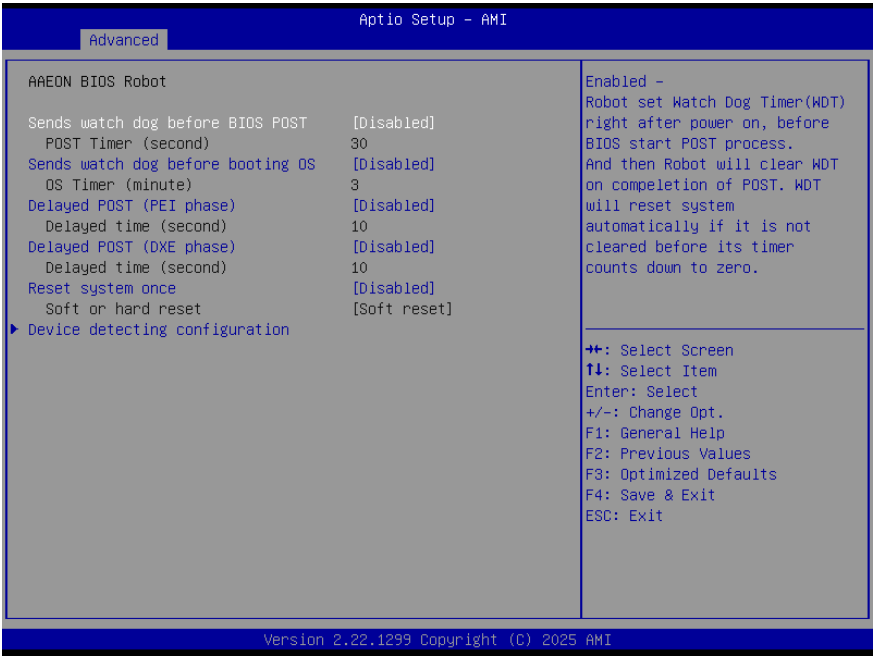 Aptio Setup – AMI
Advanced
AAEON BIOS Robot
Sends watch dog before BIOS POST [Disabled]
POST Timer (second) 30
Sends watch dog before booting OS [Disabled]
OS Timer (minute) 3
Delayed POST (PEI phase) [Disabled]
Delayed time (second) 10
Delayed POST (DXE phase) [Disabled]
Delayed time (second) 10
Reset system once [Disabled]
Soft or hard reset [Soft reset]
Device detecting configuration
Enabled –
Robot set Watch Dog Timer(WDT)
right after power on, before
BIOS start POST process.
And then Robot will clear WDT
on compeletion of POST. WDT
will reset system
automatically if it is not
cleared before its timer
counts down to zero.
→←: Select Screen
↑↓: Select Item
Enter: Select
+/-: Change Opt.
F1: General Help
F2: Previous Values
F3: Optimized Defaults
F4: Save & Exit
ESC: Exit
Version 2.22.1299 Copyright (C) 2025 AMI